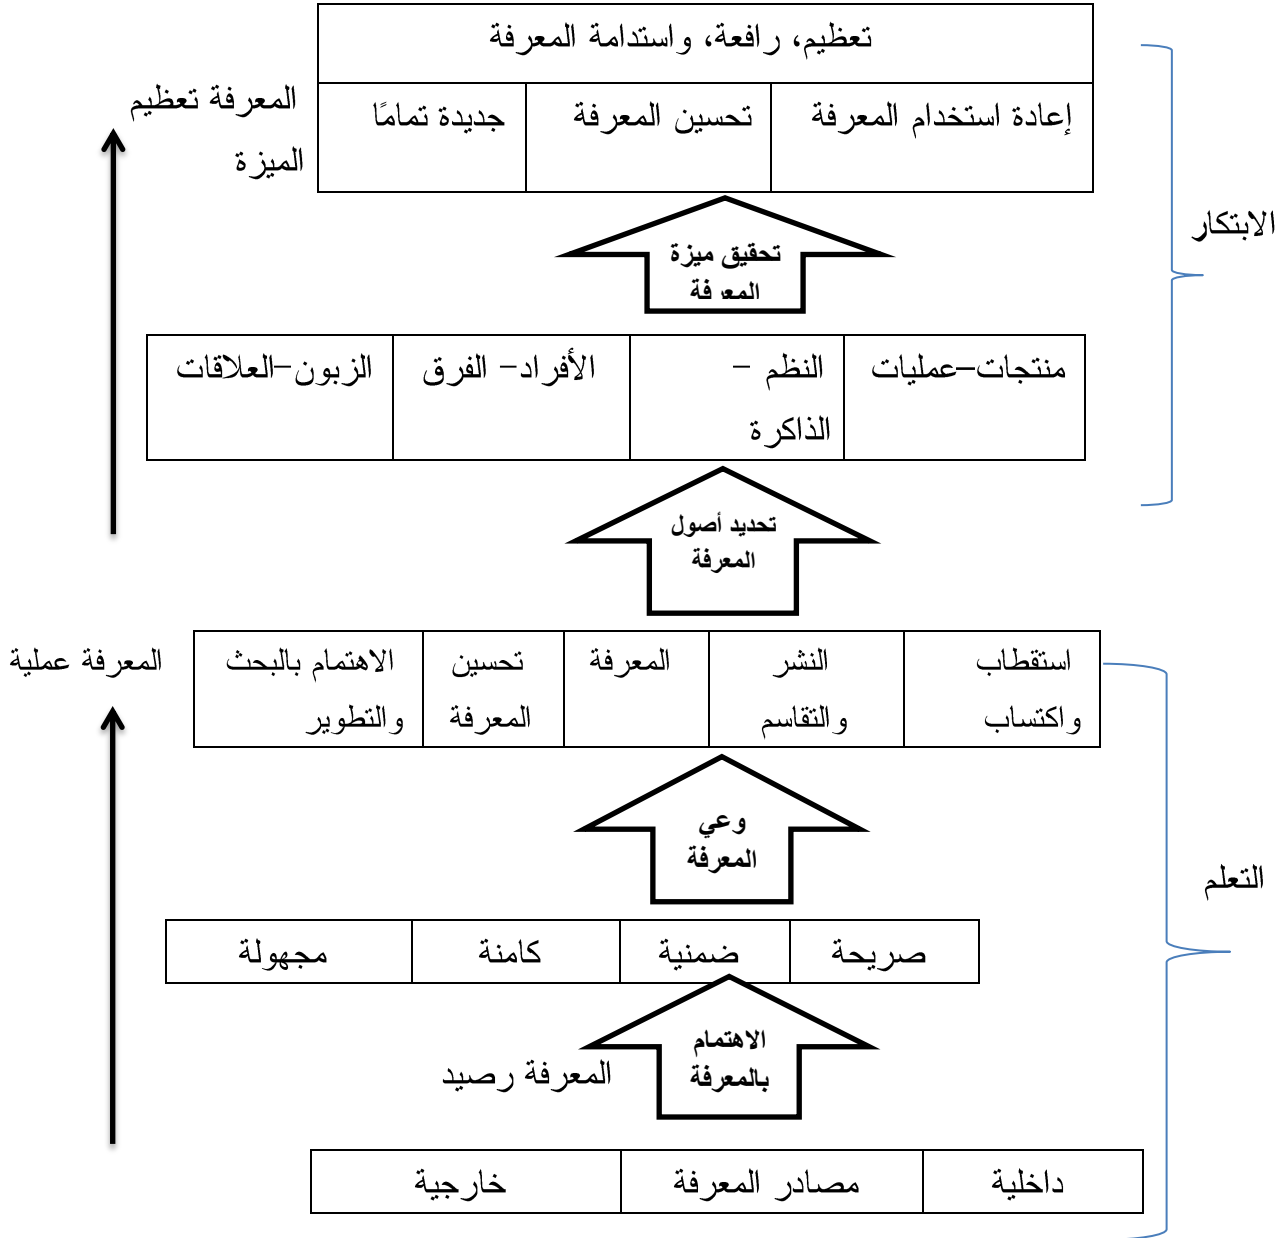 تعظيم، رافعة، واستدامة المعرفة
إعادة استخدام المعرفة
تحسين المعرفة
جديدة تمامًا
المعرفة تعظيم
الميزة
الابتكار
تحقيق ميزة
المعرفة
منتجات–عمليات
النظم –
الذاكرة
الأفراد- الفرق
الزبون-العلاقات
تحديد أصول
المعرفة
استقطاب
واكتساب
النشر
والتقاسم
المعرفة
تحسين
المعرفة
الاهتمام بالبحث
والتطوير
المعرفة عملية
وعي
المعرفة
التعلم
صريحة
ضمنية
كامنة
مجهولة
الاهتمام
بالمعرفة
المعرفة رصيد
داخلية
مصادر المعرفة
خارجية